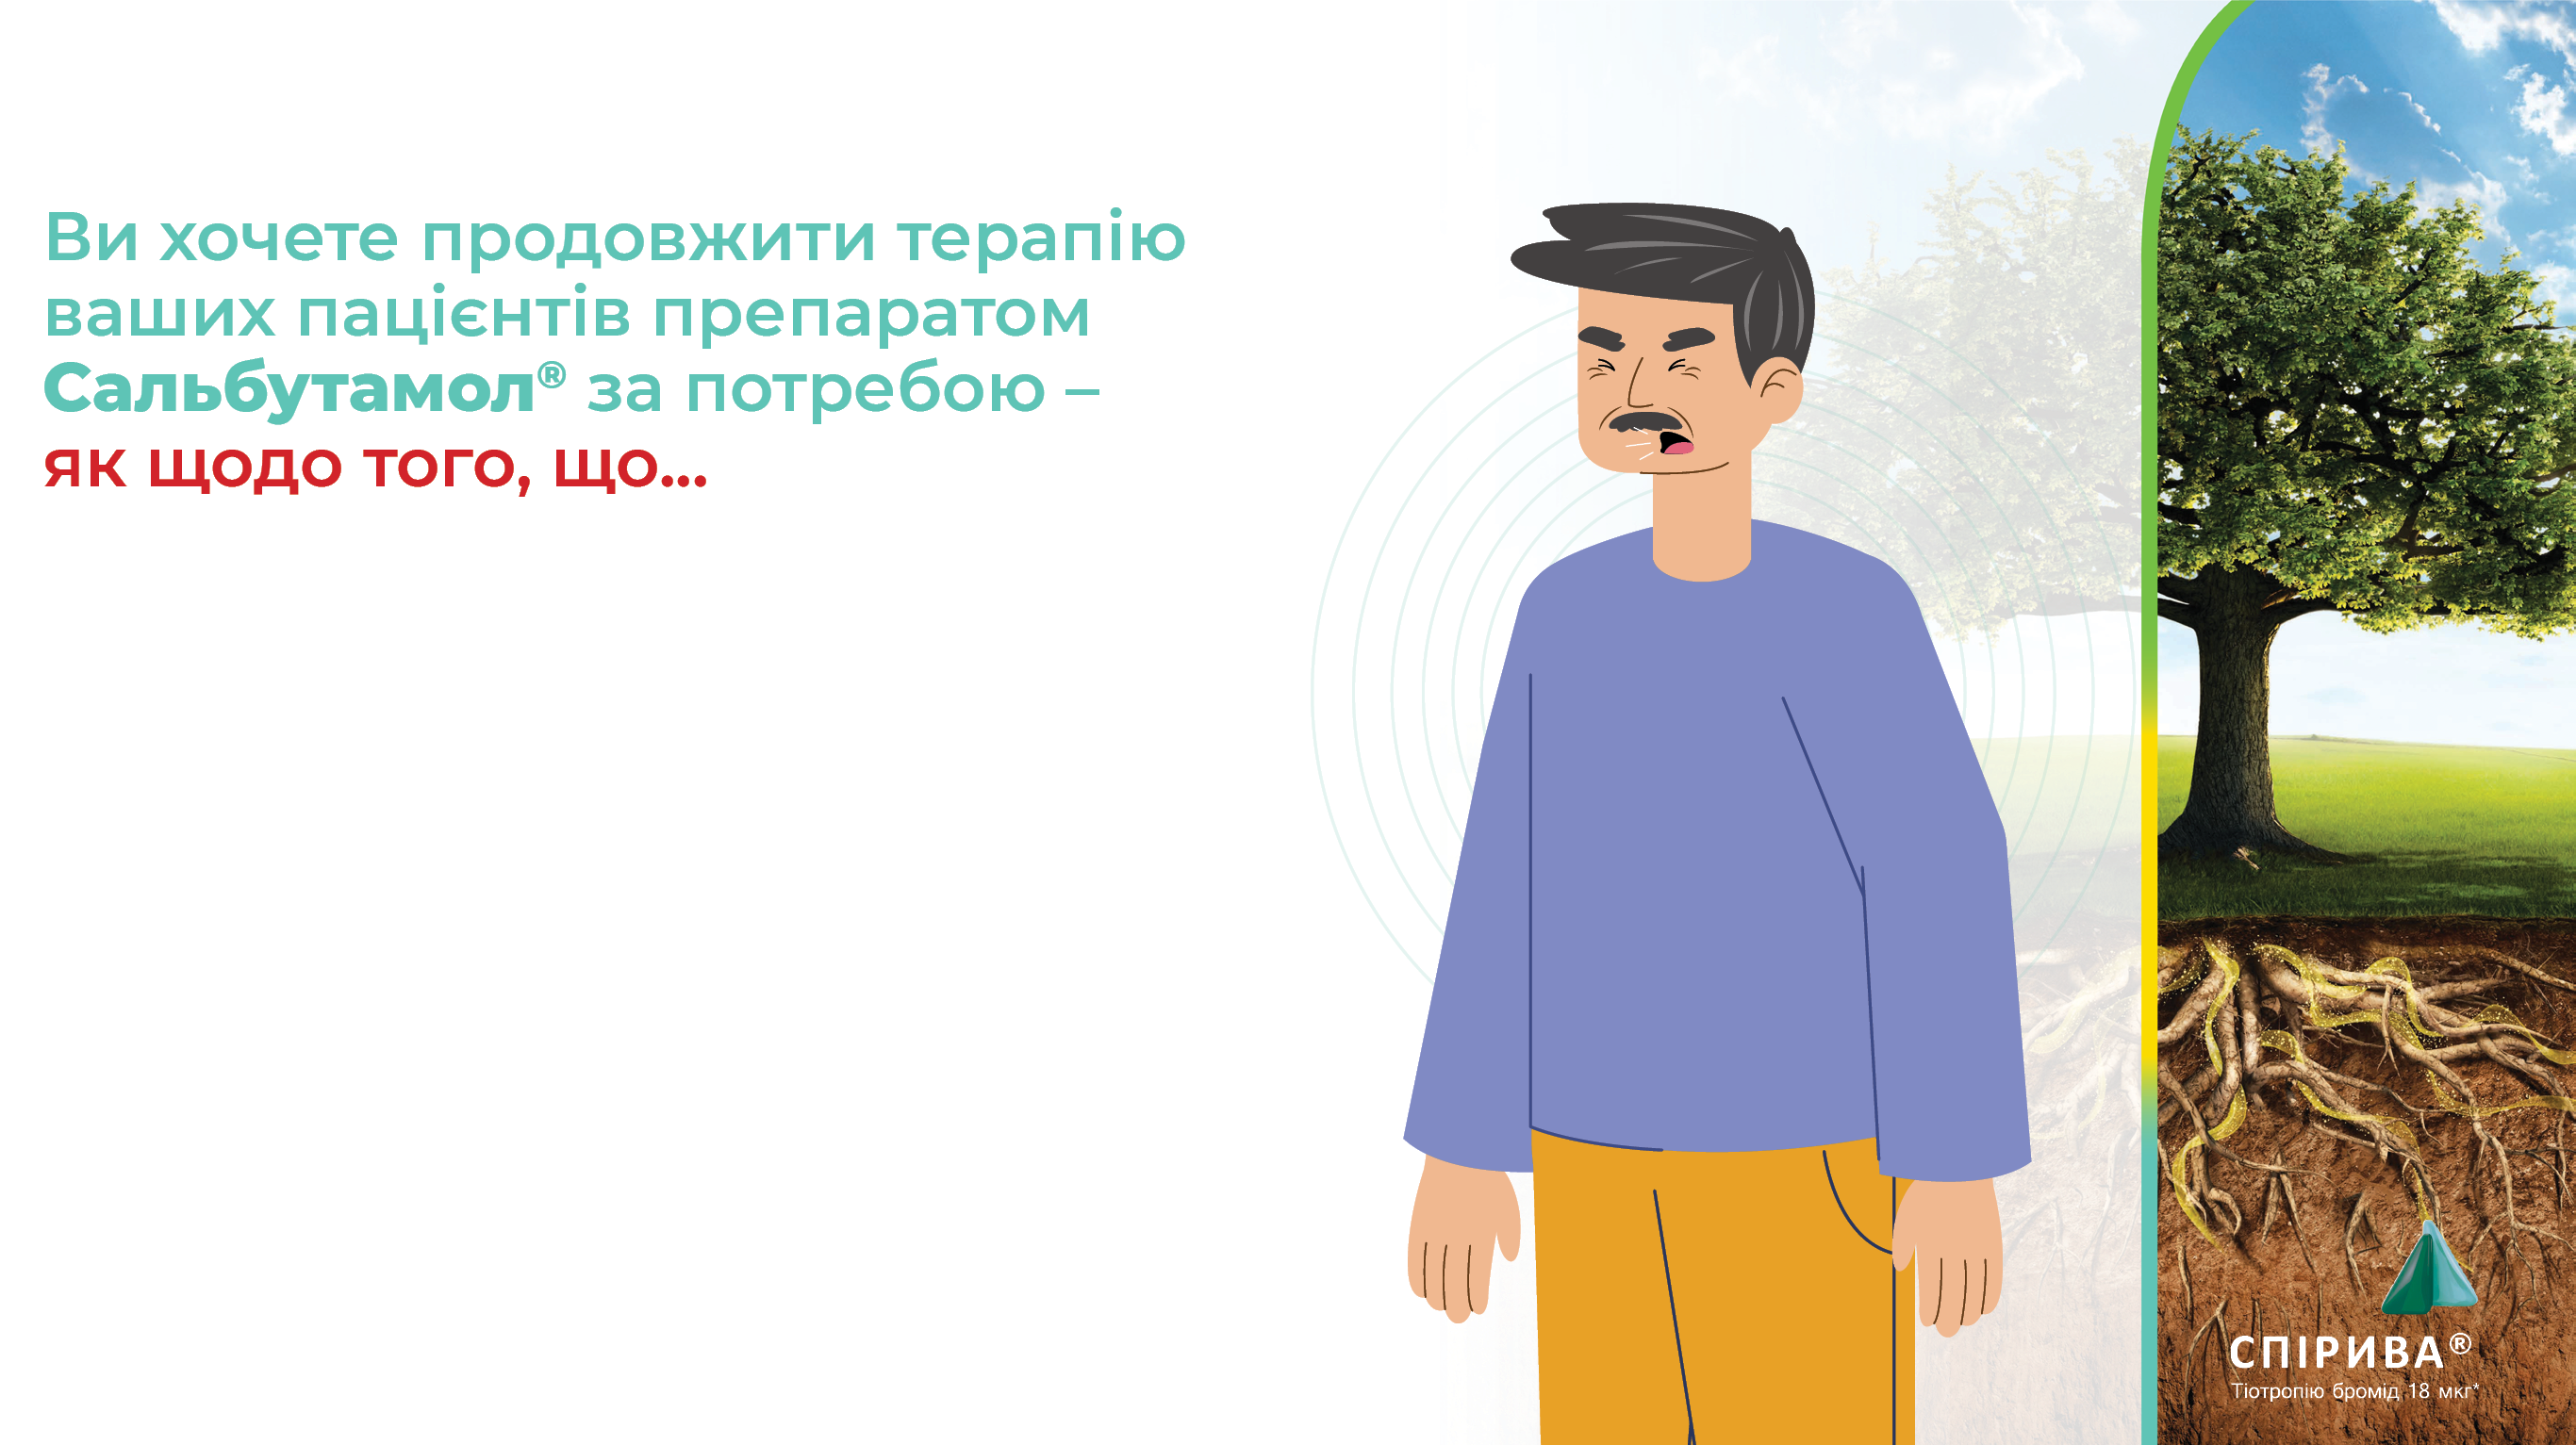 Ви хочете продовжити терапію
ваших пацієнтів препаратом
Сальбутамол® за потребою –
як щодо того, що...
СПІРИВА®
Тіотропію бромід 18 мкг*